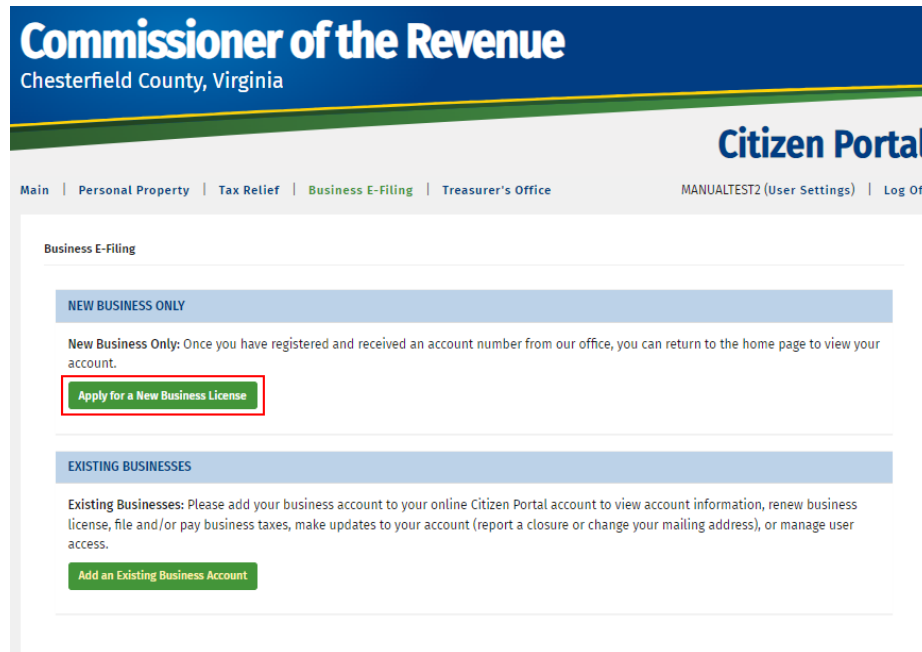 Commissioner of the Revenue
Chesterfield County, Virginia
Citizen Portal
Main | Personal Property | Tax Relief | Business E-Filing | Treasurer's Office MANUALTEST2 (User Settings) | Log Of
Business E-Filing
NEW BUSINESS ONLY
New Business Only: Once you have registered and received an account number from our office, you can return to the home page to view your
account.
Apply for a New Business License
EXISTING BUSINESSES
Existing Businesses: Please add your business account to your online Citizen Portal account to view account information, renew business
license, file and/or pay business taxes, make updates to your account (report a closure or change your mailing address), or manage user
access.
Add an Existing Business Account